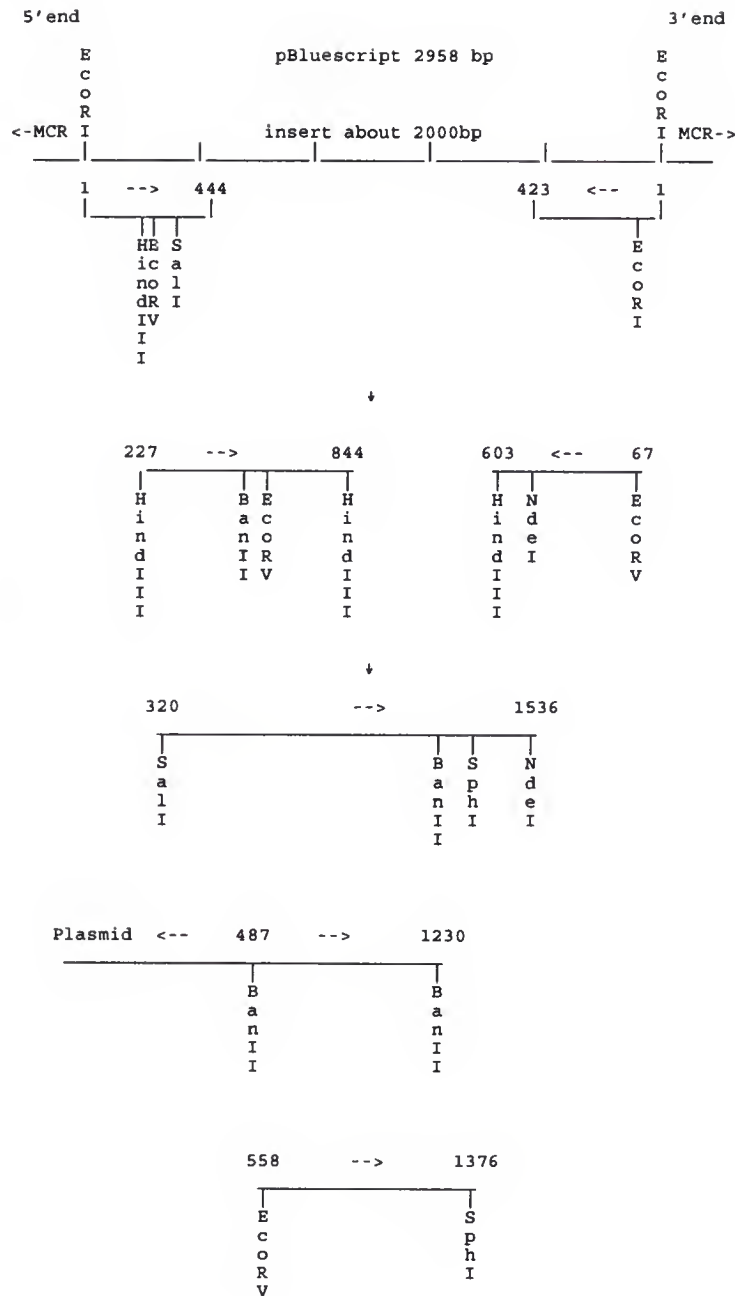 5'end
3'end
EcoRI
pBluescript 2958 bp
EcoRI
<-MCR
insert about 2000bp
MCR->
1 --> 444
423 <-- 1
HindIII
EcoRV
SalI
EcoRI
227 --> 844
603 <-- 67
HindIII
BanII
EcoRV
HindIII
HindIII
NdeI
EcoRV
320 --> 1536
SalI
BanII
SphI
NdeI
Plasmid <-- 487 --> 1230
BanII
BanII
558 --> 1376
EcoRV
SphI